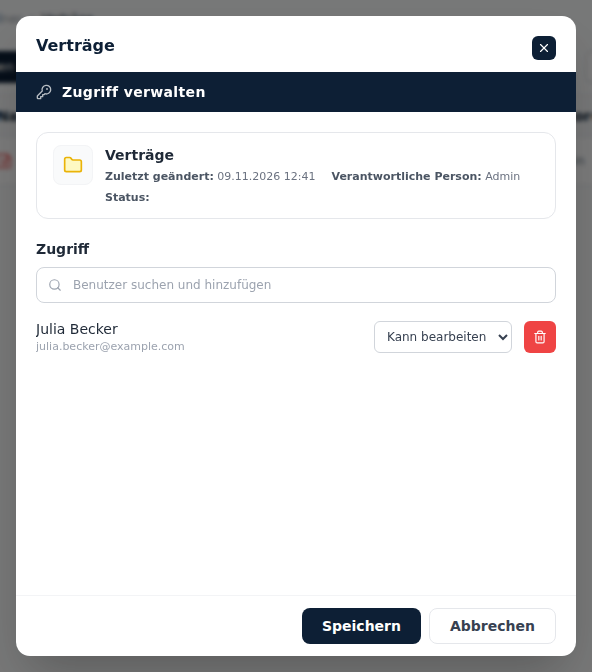 Verträge
Zugriff verwalten
Verträge
Zuletzt geändert: 09.11.2026 12:41 Verantwortliche Person: Admin
Status:
Zugriff
Benutzer suchen und hinzufügen
Julia Becker
julia.becker@example.com
Kann bearbeiten
Speichern
Abbrechen